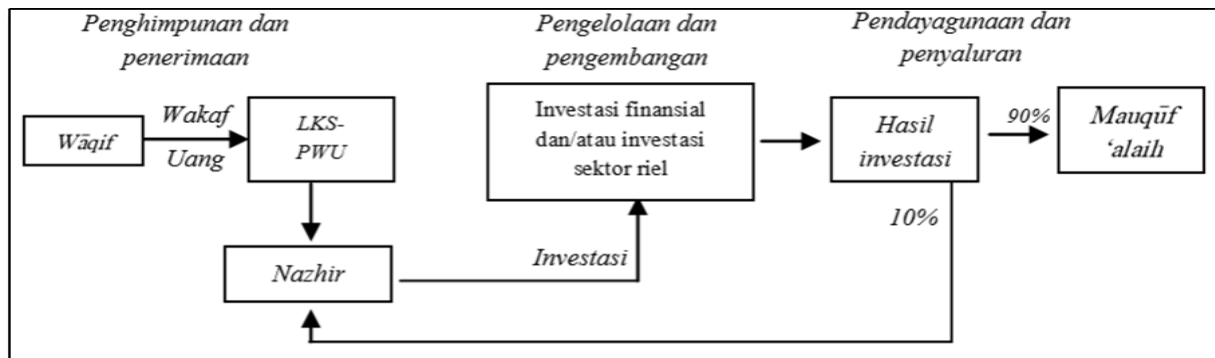 Penghimpunan dan
penerimaan
Pengelolaan dan
pengembangan
Pendayagunaan dan
penyaluran
Wāqif
Wakaf
Uang
LKS-
PWU
Investasi finansial
dan/atau investasi
sektor riel
Hasil
investasi
90%
Mauqūf
‘alaih
10%
Nazhir
Investasi